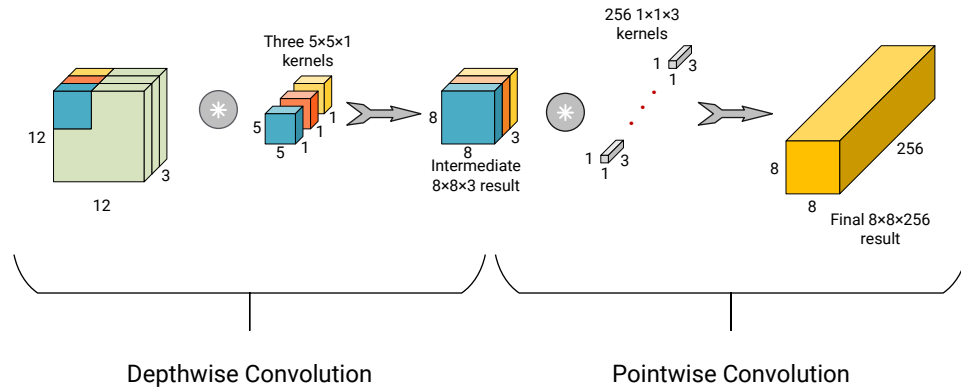 Three 5×5×1
kernels
256 1×1×3
kernels
12
12
3
5
5
1
1
1
8
8
3
Intermediate
8×8×3 result
1
1
3
1
1
3
8
8
256
Final 8×8×256
result
Depthwise Convolution
Pointwise Convolution